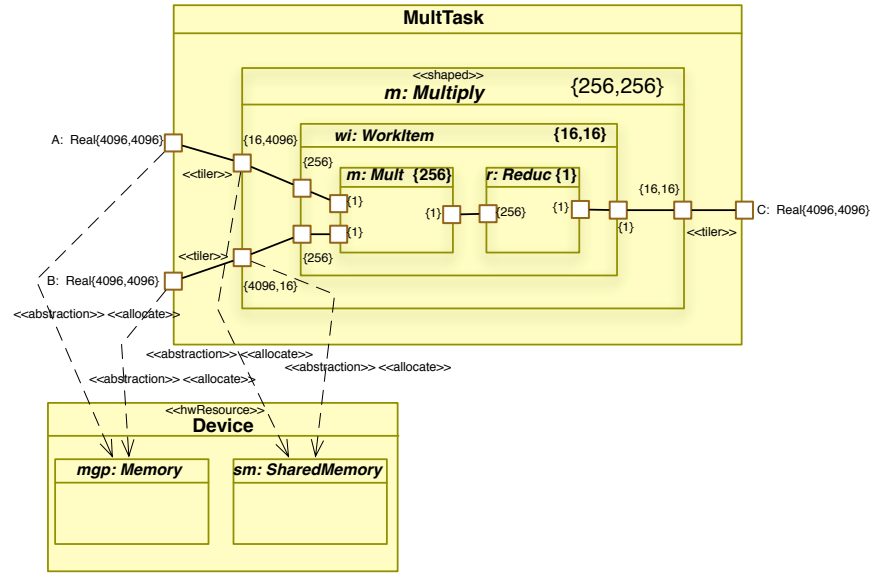 MultTask
<<shaped>>
m: Multiply {256,256}
wi: WorkItem {16,16}
A: Real{4096,4096}
{16,4096}
{256}
<<tiler>>
m: Mult {256}
r: Reduc {1}
{1}
{16,16}
{1}
{256}
{1}
C: Real{4096,4096}
{1}
{1}
<<tiler>>
<<tiler>>
{256}
B: Real{4096,4096}
{4096,16}
<<abstraction>> <<allocate>>
<<abstraction>> <<allocate>>
<<abstraction>> <<allocate>>
<<abstraction>> <<allocate>>
<<hwResource>>
Device
mgp: Memory
sm: SharedMemory